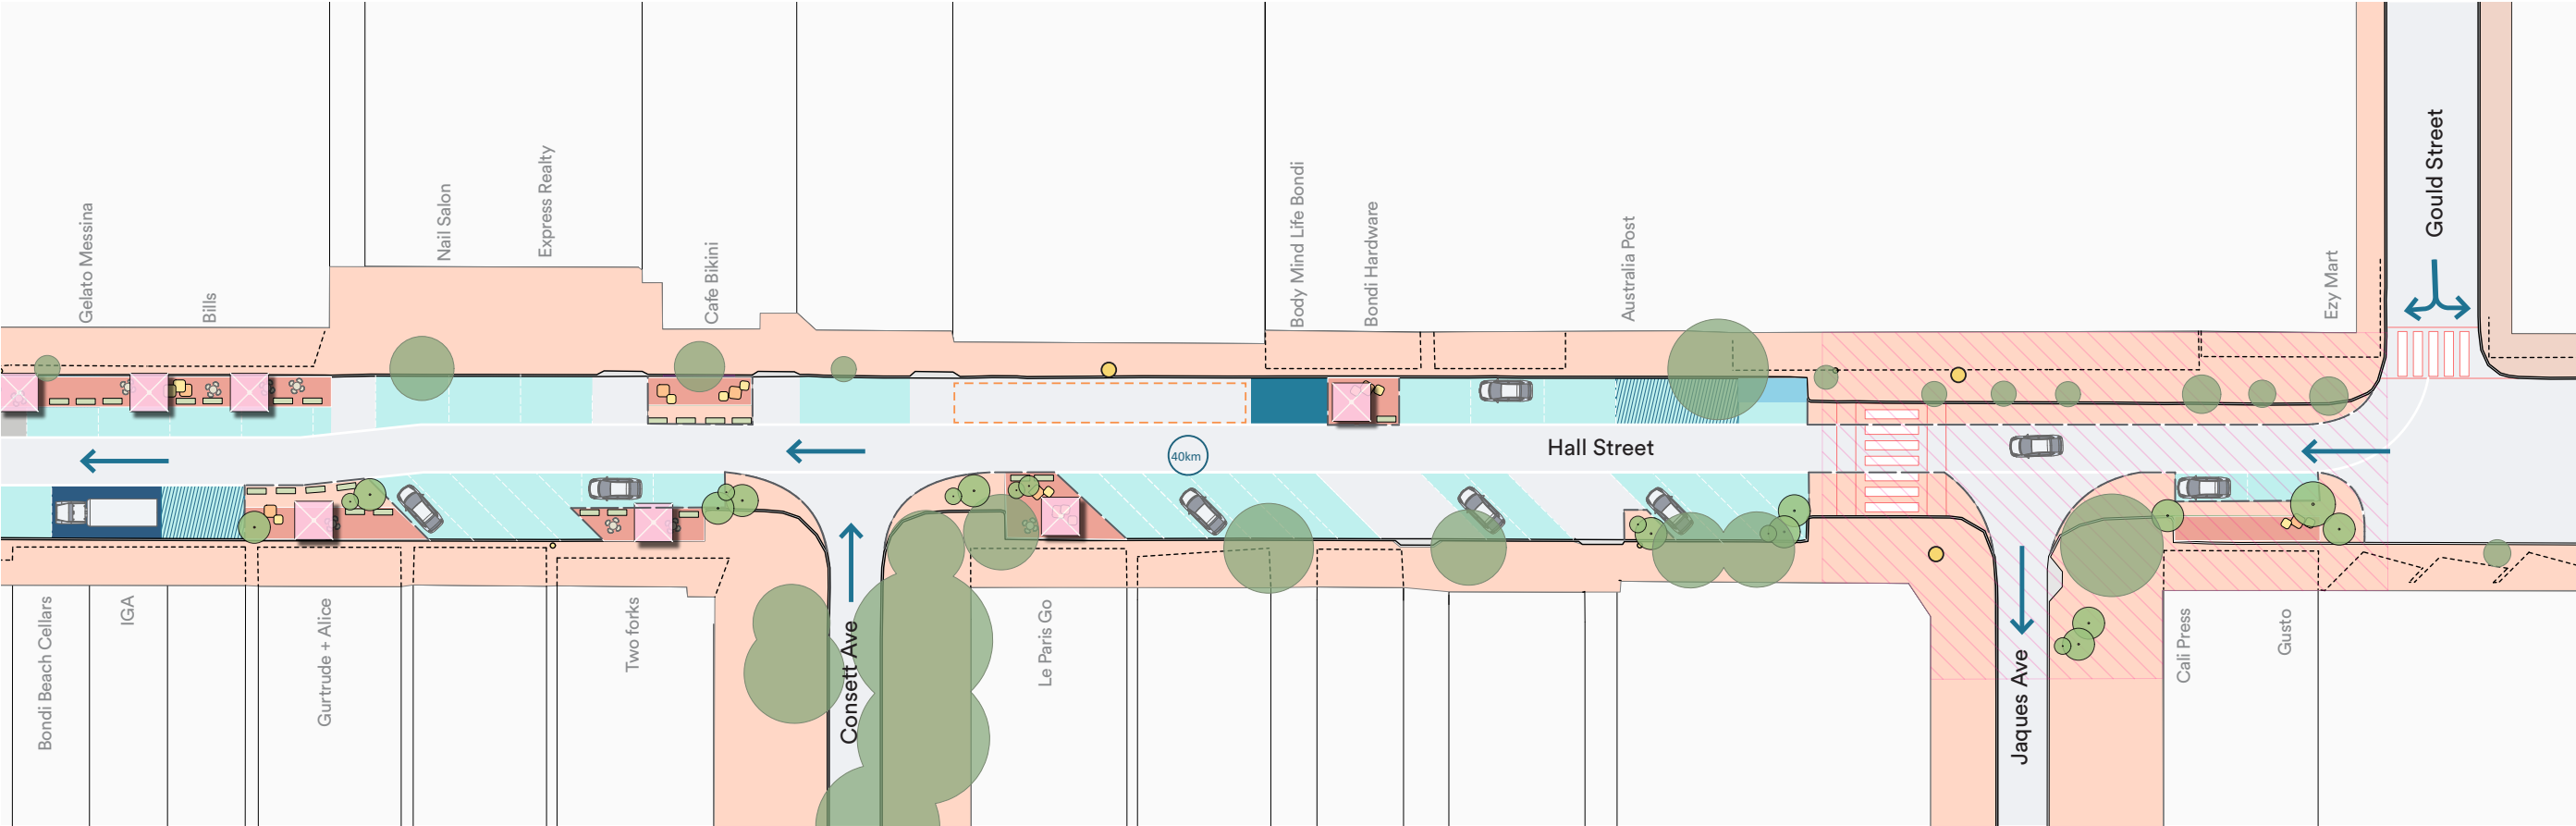 Gelato Messina
Bills
Nail Salon
Express Realty
Cafe Bikini
Body Mind Life Bondi
Bondi Hardware
Australia Post
Ezy Mart
Gould Street
Hall Street
40km
Bondi Beach Cellars
IGA
Gurtrude + Alice
Two forks
Consett Ave
Le Paris Go
Jaques Ave
Cali Press
Gusto